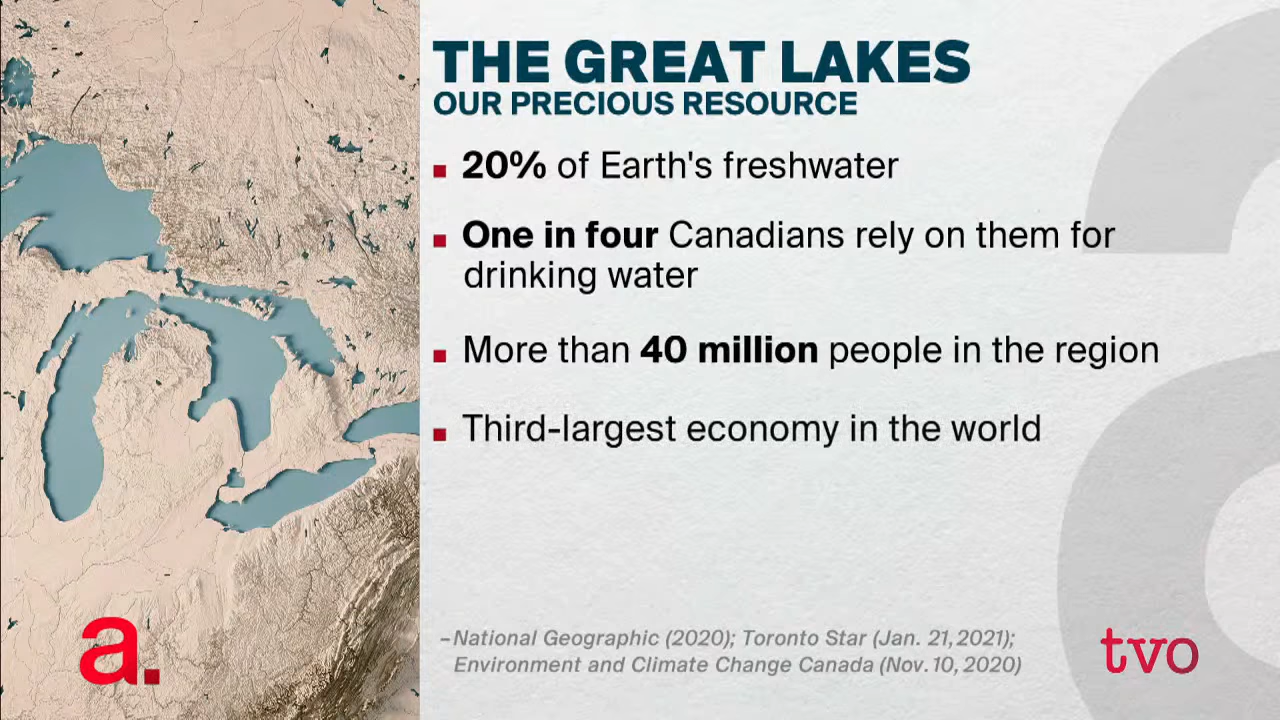 THE GREAT LAKES
OUR PRECIOUS RESOURCE
20% of Earth's freshwater
One in four Canadians rely on them for
drinking water
More than 40 million people in the region
Third-largest economy in the world
–National Geographic (2020); Toronto Star (Jan. 21, 2021);
Environment and Climate Change Canada (Nov. 10, 2020)
a.
tvo